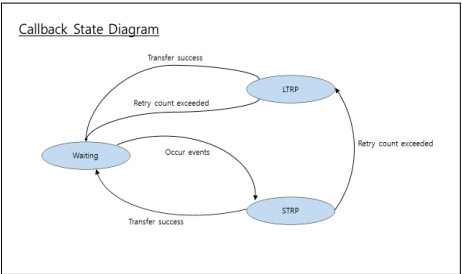 Callback State Diagram
Transfer success
LTRP
Retry count exceeded
Retry count exceeded
Waiting
Occur events
STRP
Transfer success